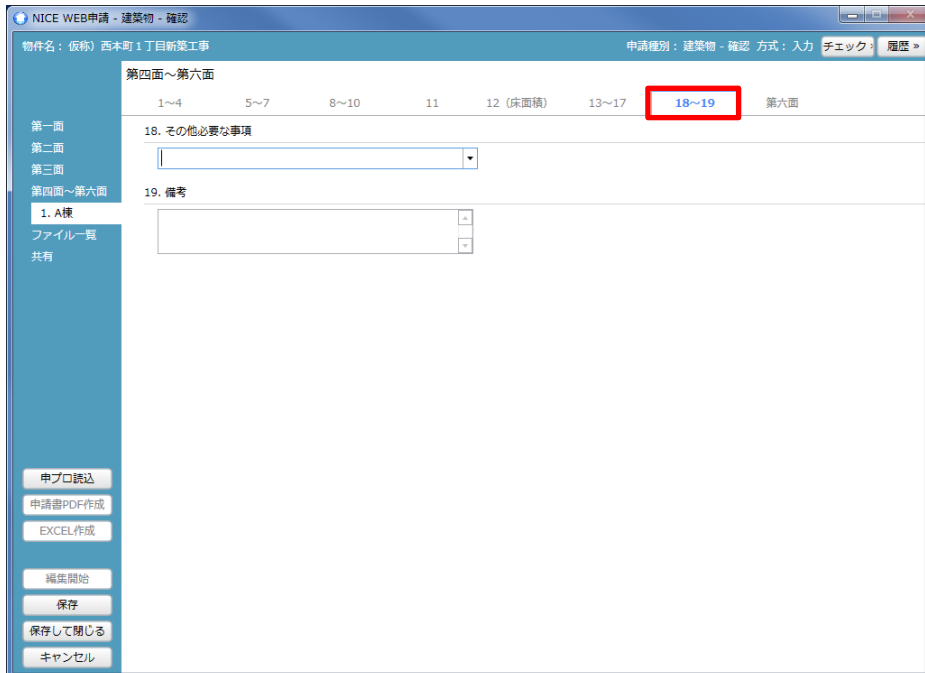 NICE WEB申請 - 建築物 - 確認
物件名： 仮称）西本町１丁目新築工事
申請種別： 建築物 - 確認 方式： 入力
チェック »
履歴 »
第四面～第六面
1～4 5～7 8～10 11 12（床面積） 13～17 18～19 第六面
第一面
第二面
第三面
第四面～第六面
1. A棟
ファイル一覧
共有
18. その他必要な事項
19. 備考
申プロ読込
申請書PDF作成
EXCEL作成
編集開始
保存
保存して閉じる
キャンセル